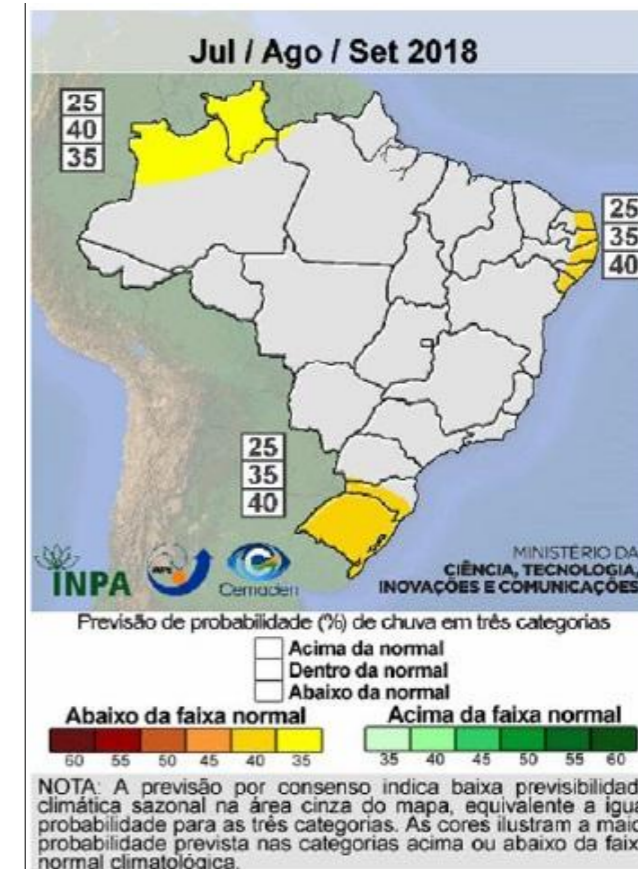 Jul / Ago / Set 2018
25
40
35
25
35
40
25
35
40
INPA
Cemaden
MINISTÉRIO DA
CIÊNCIA, TECNOLOGIA,
INOVAÇÕES E COMUNICAÇÕES
Previsão de probabilidade (%) de chuva em três categorias
Acima da normal
Dentro da normal
Abaixo da normal
Abaixo da faixa normal
Acima da faixa normal
60 55 50 45 40 35
35 40 45 50 55 60
NOTA: A previsão por consenso indica baixa previsibilidad
climática sazonal na área cinza do mapa, equivalente a igua
probabilidade para as três categorias. As cores ilustram a maio
probabilidade prevista nas categorias acima ou abaixo da faix
normal climatológica.